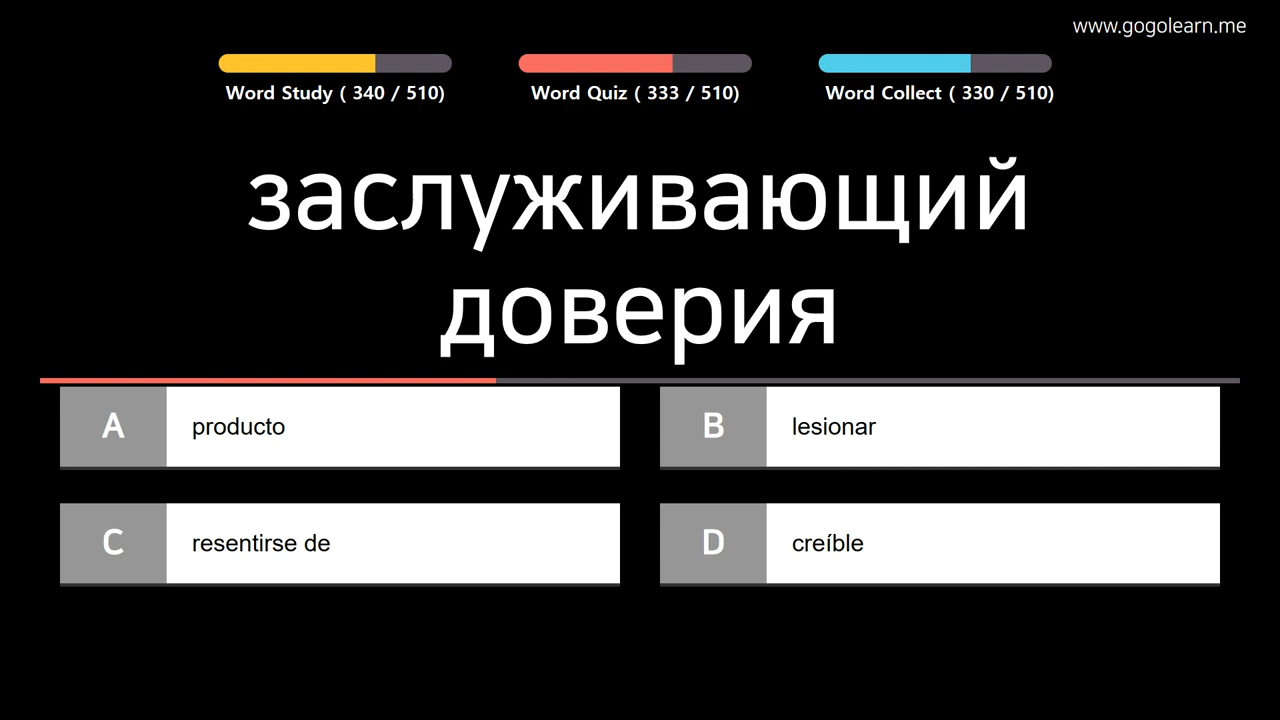 www.gogolearn.me
Word Study ( 340 / 510)
Word Quiz ( 333 / 510)
Word Collect ( 330 / 510)
заслуживающий
доверия
A producto
B lesionar
C resentirse de
D creíble